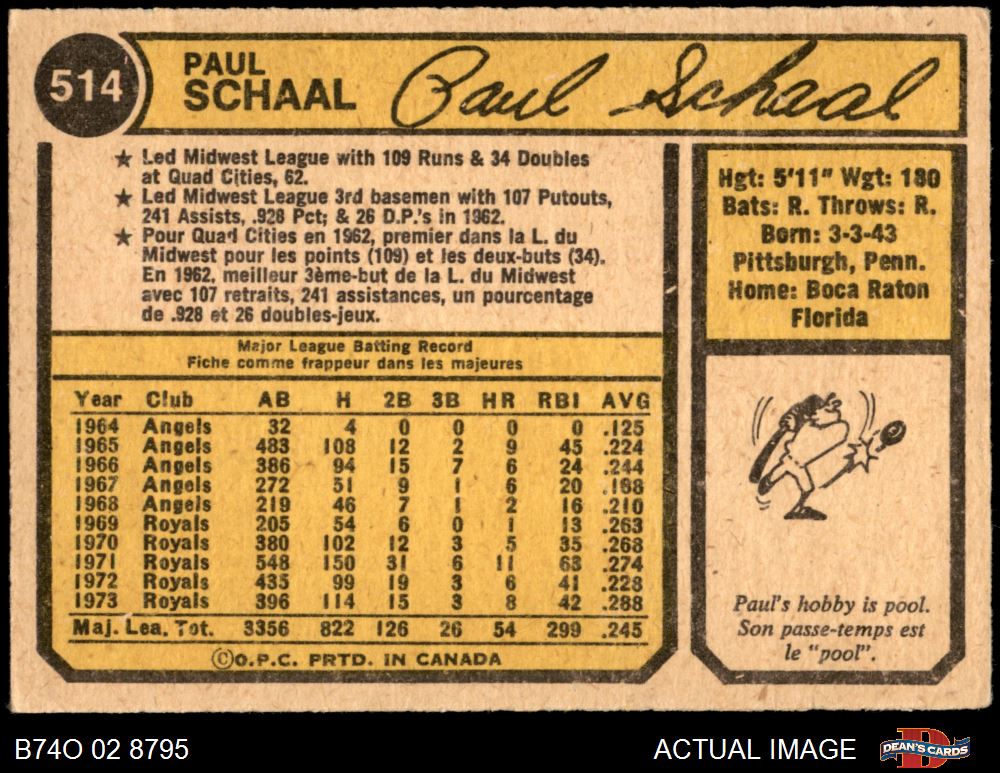 514
PAUL
SCHAAL
Paul Schaal
★ Led Midwest League with 109 Runs & 34 Doubles
at Quad Cities, 62.
★ Led Midwest League 3rd basemen with 107 Putouts,
241 Assists, .928 Pct; & 26 D.P.'s in 1962.
★ Pour Quad Cities en 1962, premier dans la L. du
Midwest pour les points (109) et les deux-buts (34).
En 1962, meilleur 3ème-but de la L. du Midwest
avec 107 retraits, 241 assistances, un pourcentage
de .928 et 26 doubles-jeux.
Hgt: 5'11" Wgt: 180
Bats: R. Throws: R.
Born: 3-3-43
Pittsburgh, Penn.
Home: Boca Raton
Florida
Major League Batting Record
Fiche comme frappeur dans les majeures
Year Club AB H 2B 3B HR RBI AVG
1964 Angels 32 4 0 0 0 0 .125
1965 Angels 483 108 12 2 9 45 .224
1966 Angels 386 94 15 7 6 24 .244
1967 Angels 272 51 9 1 6 20 .188
1968 Angels 219 46 7 1 2 16 .210
1969 Royals 205 54 6 0 1 13 .263
1970 Royals 380 102 12 3 5 35 .268
1971 Royals 548 150 31 6 11 63 .274
1972 Royals 435 99 19 3 6 41 .228
1973 Royals 396 114 15 3 8 42 .288
Maj. Lea. Tot. 3356 822 126 26 54 299 .245
©O.P.C. PRTD. IN CANADA
Paul's hobby is pool.
Son passe-temps est
le "pool".
B74O 02 8795
ACTUAL IMAGE
D
DEAN'S CARDS